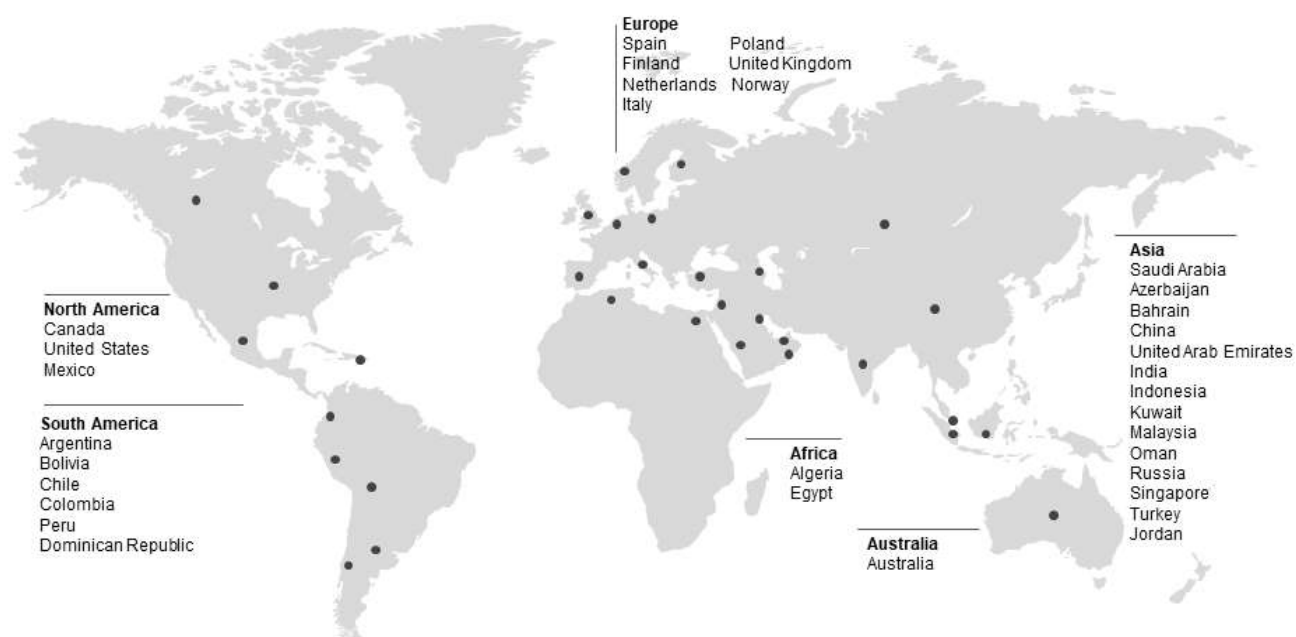 Europe
Spain Poland
Finland United Kingdom
Netherlands Norway
Italy
North America
Canada
United States
Mexico
South America
Argentina
Bolivia
Chile
Colombia
Peru
Dominican Republic
Africa
Algeria
Egypt
Australia
Australia
Asia
Saudi Arabia
Azerbaijan
Bahrain
China
United Arab Emirates
India
Indonesia
Kuwait
Malaysia
Oman
Russia
Singapore
Turkey
Jordan